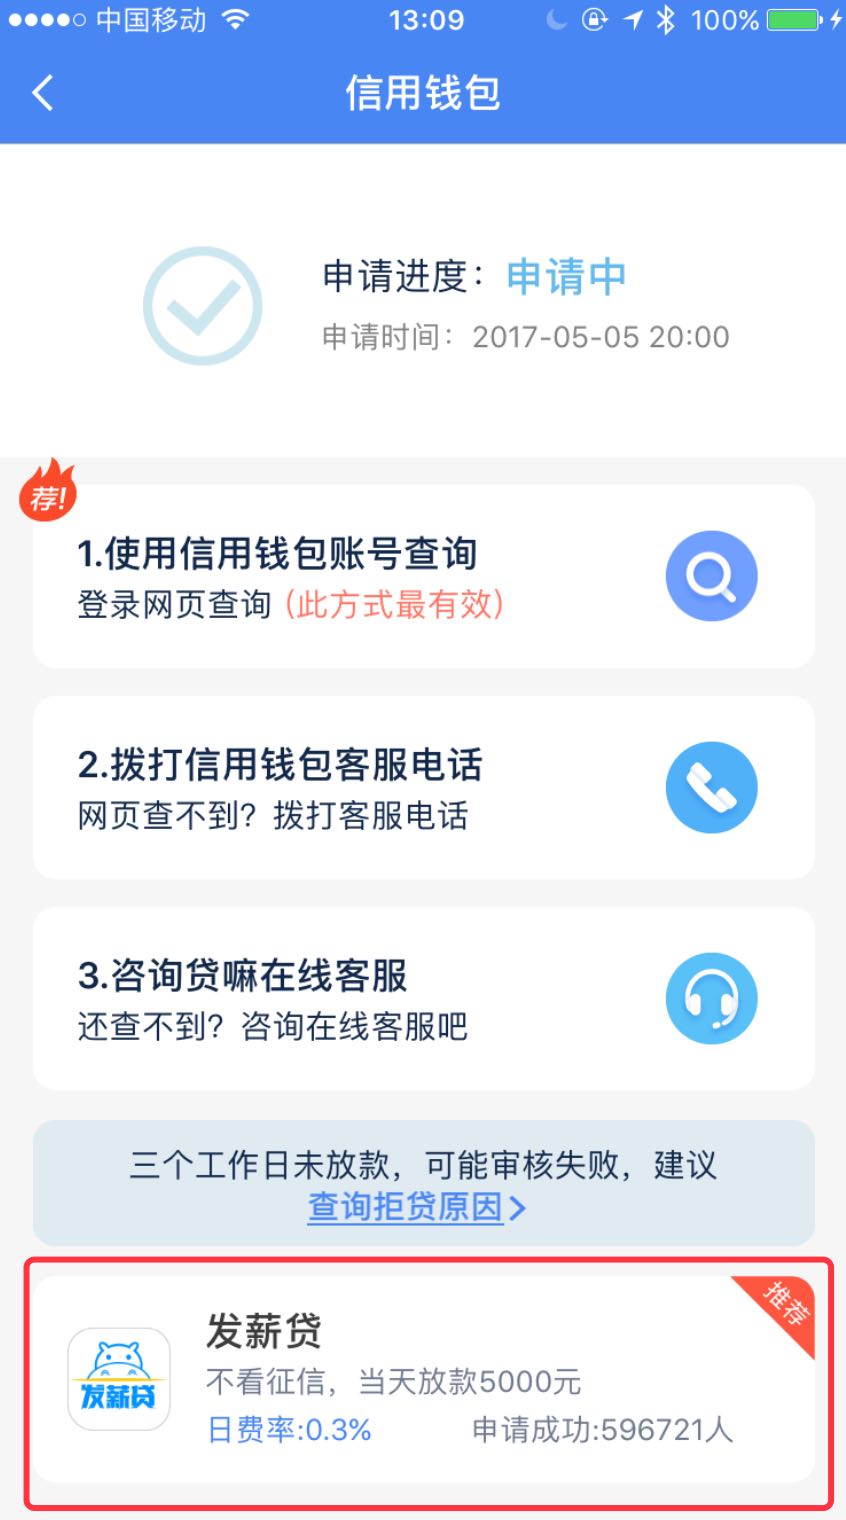 中国移动 13:09 100%
信用钱包
申请进度：申请中
申请时间：2017-05-05 20:00
荐!
1.使用信用钱包账号查询
登录网页查询（此方式最有效）
2.拨打信用钱包客服电话
网页查不到？拨打客服电话
3.咨询贷嘛在线客服
还查不到？咨询在线客服吧
三个工作日未放款，可能审核失败，建议
查询拒贷原因>
推荐
发薪贷
发薪贷
不看征信，当天放款5000元
日费率:0.3% 申请成功:596721人